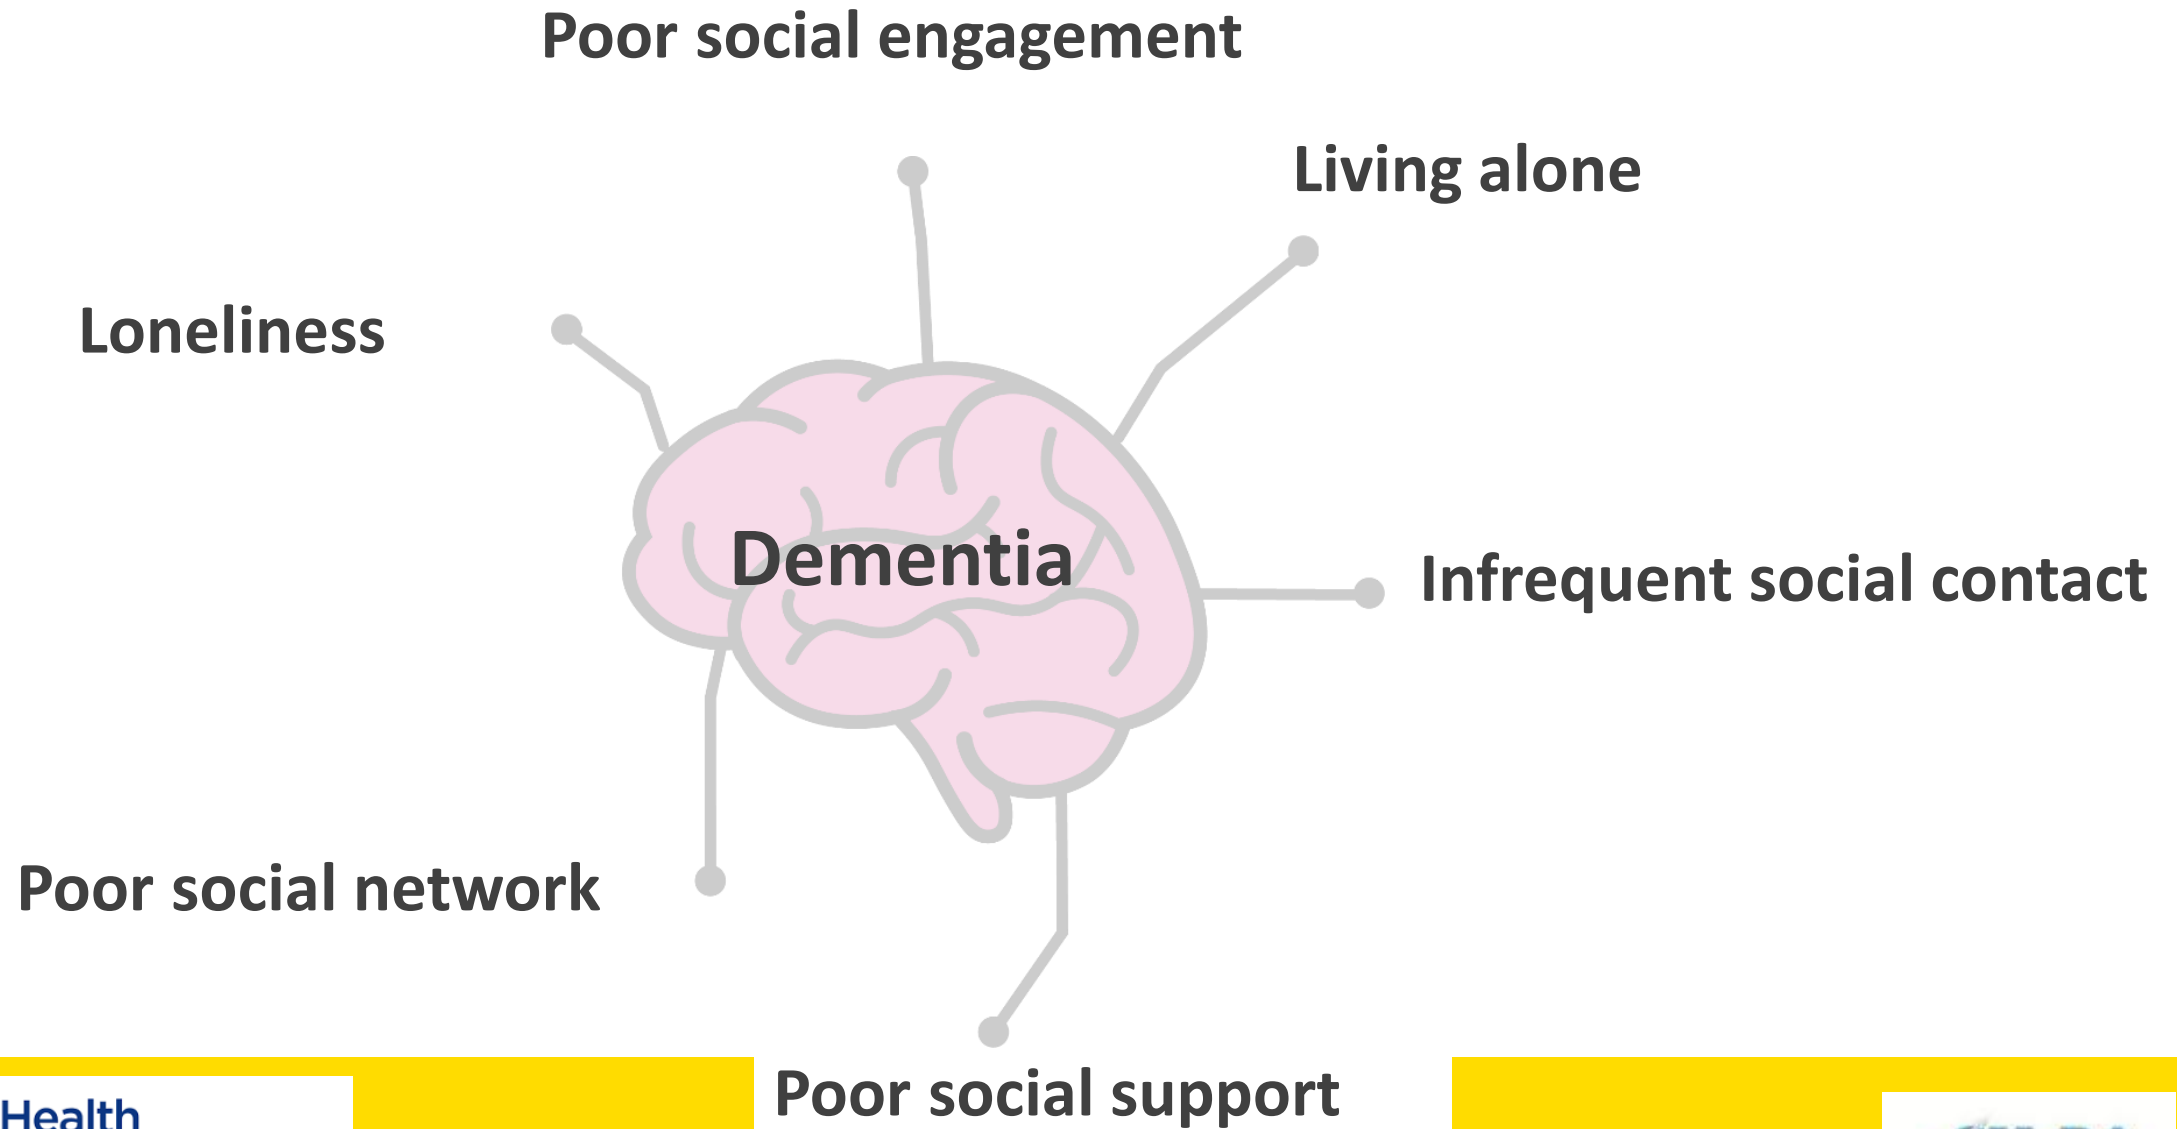 Poor social engagement
Living alone
Loneliness
Dementia
Infrequent social contact
Poor social network
Poor social support
Health